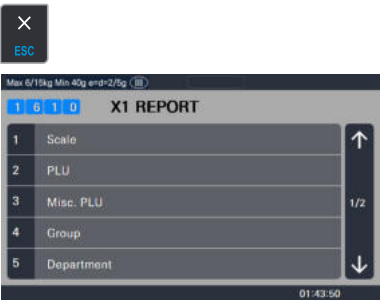 ESC
Max 6/15kg Min 40g e=d=2/5g (III)
1 6 1 0 X1 REPORT
1 Scale
2 PLU
3 Misc. PLU
1/2
4 Group
5 Department
01:43:50